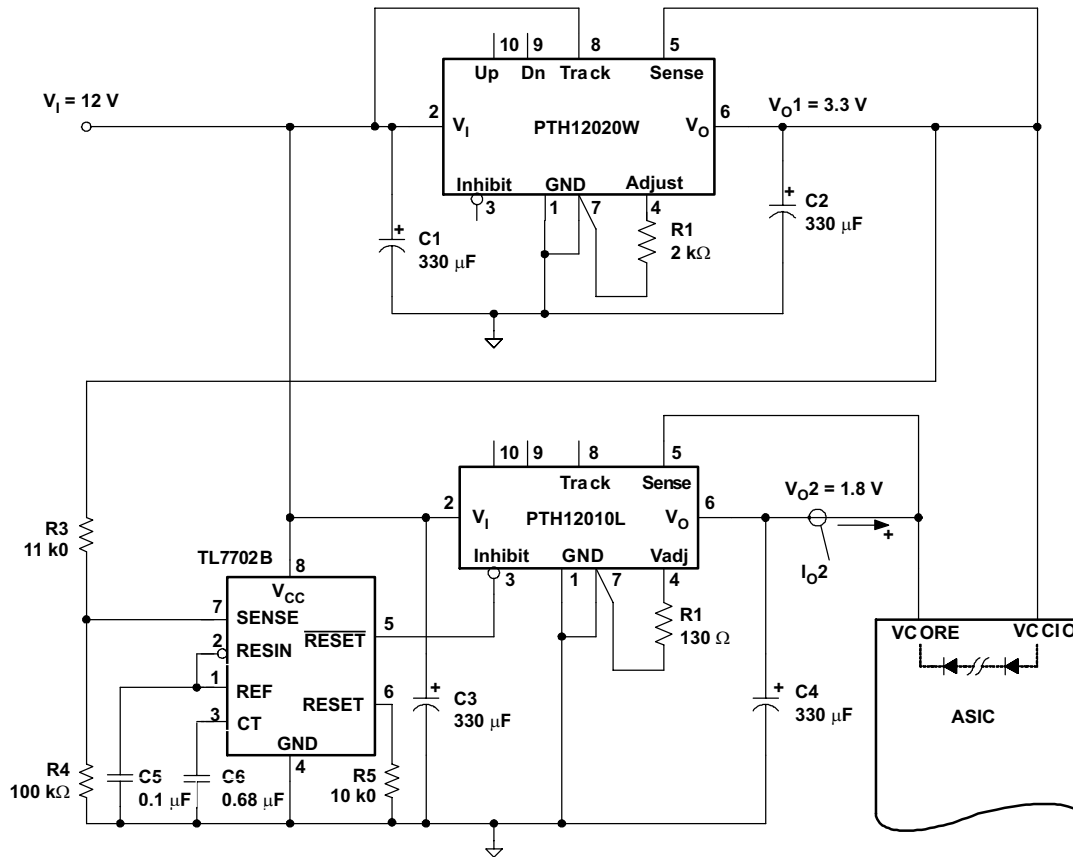 10 9 8 5
Up Dn Track Sense
V_I = 12 V
2 V_I PTH12020W V_O 6
V_O1 = 3.3 V
Inhibit GND Adjust
3 1 7 4
C1
330 μF
R1
2 kΩ
C2
330 μF
10 9 8 5
Track Sense
2 V_I PTH12010L V_O 6
V_O2 = 1.8 V
+
I_O2
Inhibit GND Vadj
3 1 7 4
R1
130 Ω
R3
11 k0
TL7702B
8
V_CC
7 SENSE
5 RESET
2 RESIN
1 REF
6 RESET
3 CT
GND
4
C3
330 μF
C4
330 μF
VCORE VCCIO
ASIC
R4
100 kΩ
C5
0.1 μF
C6
0.68 μF
R5
10 k0